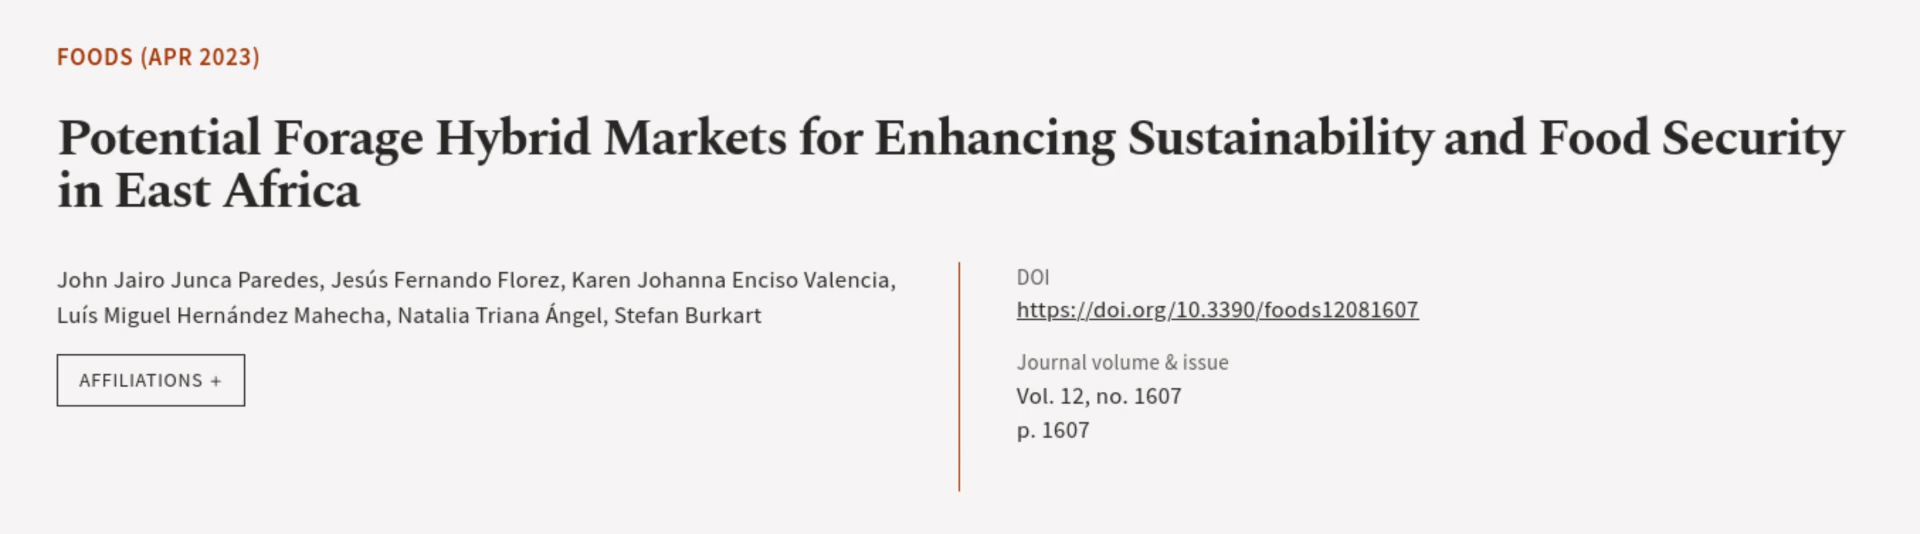 FOODS (APR 2023)
Potential Forage Hybrid Markets for Enhancing Sustainability and Food Security
in East Africa
John Jairo Junca Paredes, Jesús Fernando Florez, Karen Johanna Enciso Valencia,
Luís Miguel Hernández Mahecha, Natalia Triana Ángel, Stefan Burkart
AFFILIATIONS +
DOI
https://doi.org/10.3390/foods12081607
Journal volume & issue
Vol. 12, no. 1607
p. 1607